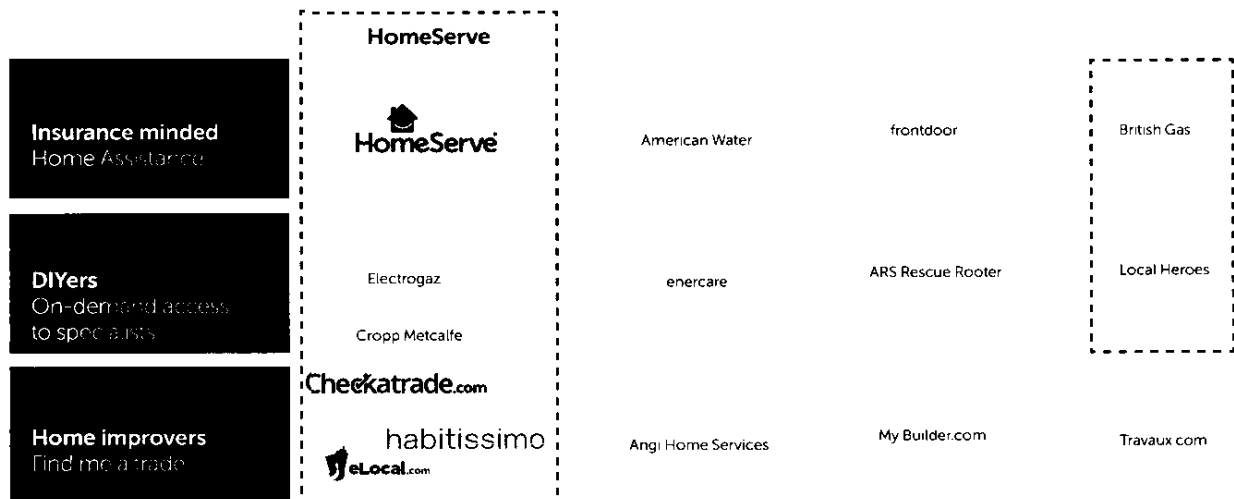 HomeServe
Insurance minded
Home Assistance
HomeServe
American Water
frontdoor
British Gas
DIYers
On-demand access
to specialists
Electrogaz
Cropp Metcalfe
enercare
ARS Rescue Rooter
Local Heroes
Checkatrade.com
Home improvers
Find me a trade
habitissimo
eLocal.com
Angi Home Services
My Builder.com
Travaux com